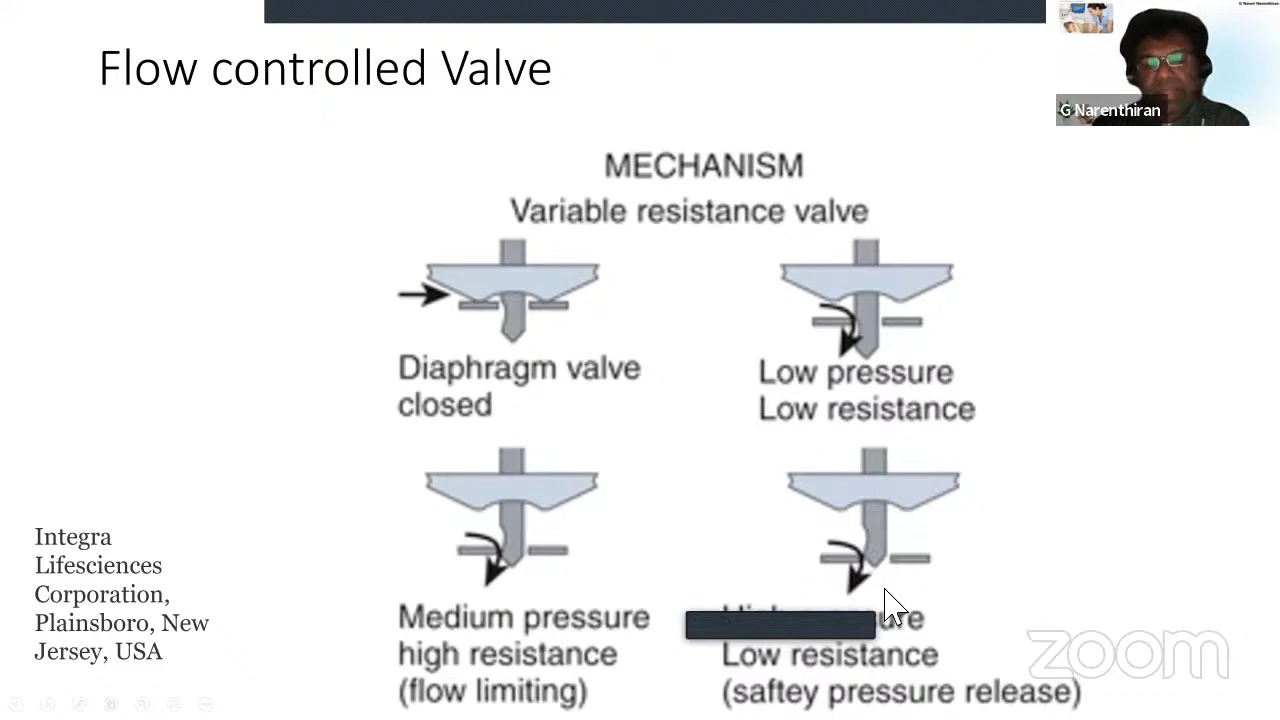 Flow controlled Valve
G Narenthiran
MECHANISM
Variable resistance valve
Diaphragm valve
closed
Low pressure
Low resistance
Medium pressure
high resistance
(flow limiting)
Low resistance
(saftey pressure release)
Integra
Lifesciences
Corporation,
Plainsboro, New
Jersey, USA
zoom